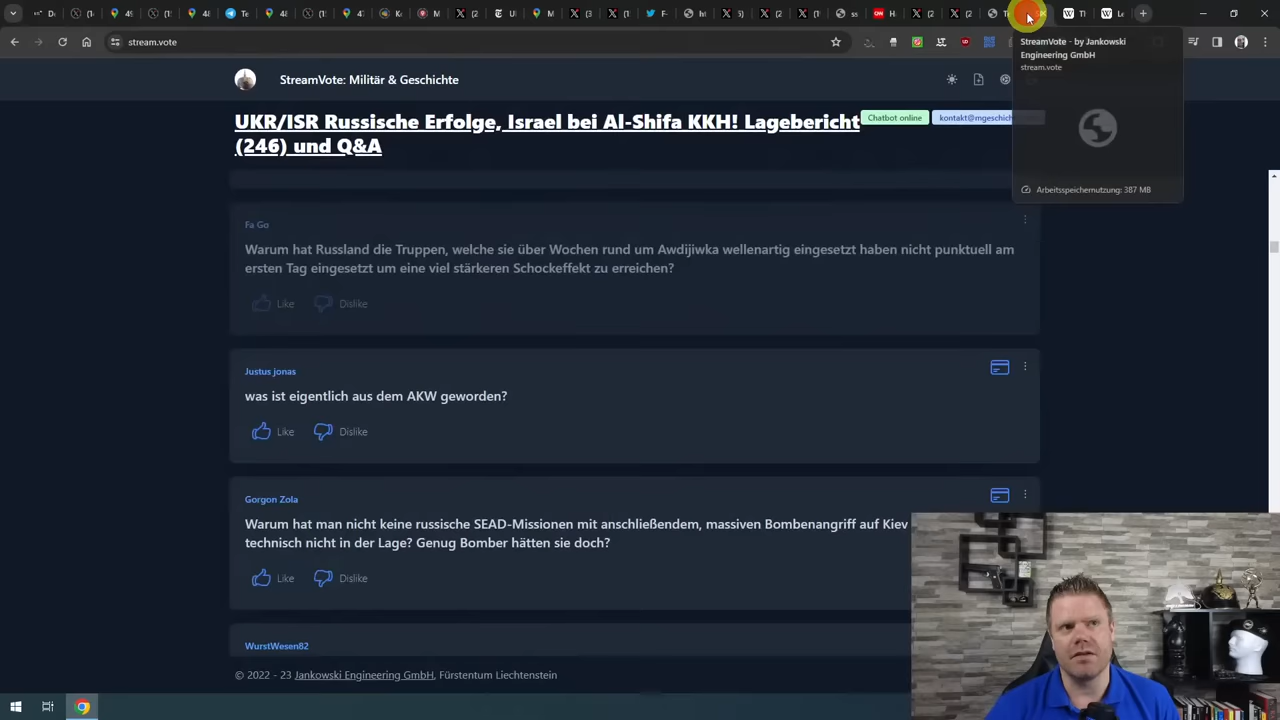 stream.vote
StreamVote - by Jankowski
Engineering GmbH
stream.vote
Arbeitsspeichernutzung: 387 MB
StreamVote: Militär & Geschichte
UKR/ISR Russische Erfolge, Israel bei Al-Shifa KKH! Lagebericht
(246) und Q&A
Chatbot online
Fa Go
Warum hat Russland die Truppen, welche sie über Wochen rund um Awdijiwka wellenartig eingesetzt haben nicht punktuell am
ersten Tag eingesetzt um eine viel stärkeren Schockeffekt zu erreichen?
Like Dislike
Justus jonas
was ist eigentlich aus dem AKW geworden?
Like Dislike
Gorgon Zola
Warum hat man nicht keine russische SEAD-Missionen mit anschließendem, massiven Bombenangriff auf Kiev
technisch nicht in der Lage? Genug Bomber hätten sie doch?
Like Dislike
WurstWesen82
© 2022 - 23 Jankowski Engineering GmbH, Fürstentum Liechtenstein